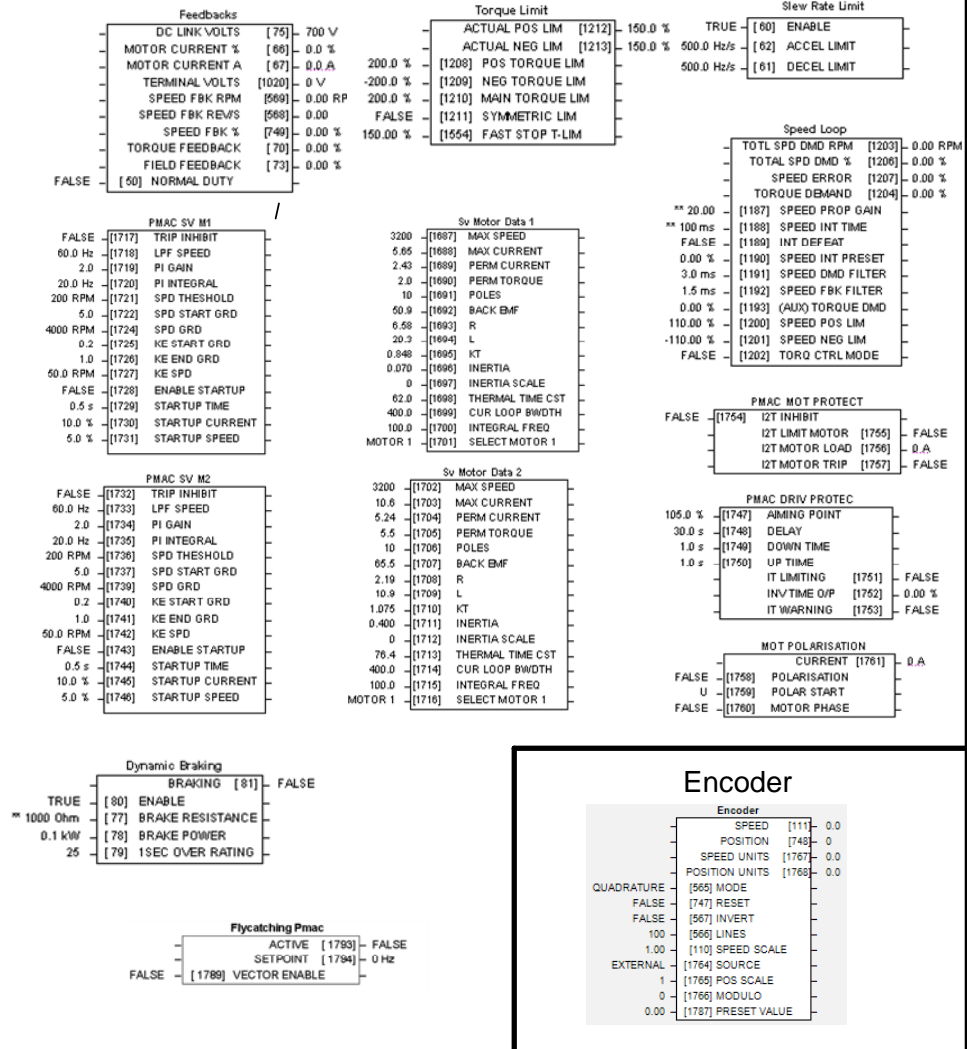 Feedbacks
DC LINK VOLTS [ 75] 700 V
MOTOR CURRENT % [ 66] 0.0 %
MOTOR CURRENT A [ 67] 0.0 A
TERMINAL VOLTS [1020] 0 V
SPEED FBK RPM [569] 0.00 RP
SPEED FBK REV/S [568] 0.00
SPEED FBK % [749] 0.00 %
TORQUE FEEDBACK [ 70] 0.00 %
FIELD FEEDBACK [ 73] 0.00 %
FALSE [ 50] NORMAL DUTY
/
Torque Limit
ACTUAL POS LIM [1212] 150.0 %
ACTUAL NEG LIM [1213] 150.0 %
200.0 % [1208] POS TORQUE LIM
-200.0 % [1209] NEG TORQUE LIM
200.0 % [1210] MAIN TORQUE LIM
FALSE [1211] SYMMETRIC LIM
150.00 % [1554] FAST STOP T-LIM
Slew Rate Limit
TRUE [ 60] ENABLE
500.0 Hz/s [ 62] ACCEL LIMIT
500.0 Hz/s [ 61] DECEL LIMIT
Speed Loop
TOTL SPD DMD RPM [1203] 0.00 RPM
TOTAL SPD DMD % [1206] 0.00 %
SPEED ERROR [1207] 0.00 %
TORQUE DEMAND [1204] 0.00 %
** 20.00 [1187] SPEED PROP GAIN
** 100 ms [1188] SPEED INT TIME
FALSE [1189] INT DEFEAT
0.00 % [1190] SPEED INT PRESET
3.0 ms [1191] SPEED DMD FILTER
1.5 ms [1192] SPEED FBK FILTER
0.00 % [1193] (AUX) TORQUE DMD
110.00 % [1200] SPEED POS LIM
-110.00 % [1201] SPEED NEG LIM
FALSE [1202] TORQ CTRL MODE
PMAC SV M1
FALSE [1717] TRIP INHIBIT
60.0 Hz [1718] LPF SPEED
2.0 [1719] PI GAIN
20.0 Hz [1720] PI INTEGRAL
200 RPM [1721] SPD THESHOLD
5.0 [1722] SPD START GRD
4000 RPM [1724] SPD GRD
0.2 [1725] KE START GRD
1.0 [1726] KE END GRD
50.0 RPM [1727] KE SPD
FALSE [1728] ENABLE STARTUP
0.5 s [1729] STARTUP TIME
10.0 % [1730] STARTUP CURRENT
5.0 % [1731] STARTUP SPEED
Sv Motor Data 1
3200 [1687] MAX SPEED
5.65 [1688] MAX CURRENT
2.43 [1689] PERM CURRENT
2.0 [1690] PERM TORQUE
10 [1691] POLES
50.9 [1692] BACK EMF
6.58 [1693] R
20.3 [1694] L
0.848 [1695] KT
0.070 [1696] INERTIA
0 [1697] INERTIA SCALE
62.0 [1698] THERMAL TIME CST
400.0 [1699] CUR LOOP BWDTH
100.0 [1700] INTEGRAL FREQ
MOTOR 1 [1701] SELECT MOTOR 1
PMAC MOT PROTECT
FALSE [1754] I2T INHIBIT
I2T LIMIT MOTOR [1755] FALSE
I2T MOTOR LOAD [1756] 0 A
I2T MOTOR TRIP [1757] FALSE
PMAC SV M2
FALSE [1732] TRIP INHIBIT
60.0 Hz [1733] LPF SPEED
2.0 [1734] PI GAIN
20.0 Hz [1735] PI INTEGRAL
200 RPM [1736] SPD THESHOLD
5.0 [1737] SPD START GRD
4000 RPM [1739] SPD GRD
0.2 [1740] KE START GRD
1.0 [1741] KE END GRD
50.0 RPM [1742] KE SPD
FALSE [1743] ENABLE STARTUP
0.5 s [1744] STARTUP TIME
10.0 % [1745] STARTUP CURRENT
5.0 % [1746] STARTUP SPEED
Sv Motor Data 2
3200 [1702] MAX SPEED
10.6 [1703] MAX CURRENT
5.24 [1704] PERM CURRENT
5.5 [1705] PERM TORQUE
10 [1706] POLES
65.5 [1707] BACK EMF
2.19 [1708] R
10.9 [1709] L
1.075 [1710] KT
0.400 [1711] INERTIA
0 [1712] INERTIA SCALE
76.4 [1713] THERMAL TIME CST
400.0 [1714] CUR LOOP BWDTH
100.0 [1715] INTEGRAL FREQ
MOTOR 1 [1716] SELECT MOTOR 1
PMAC DRIV PROTEC
105.0 % [1747] AIMING POINT
30.0 s [1748] DELAY
1.0 s [1749] DOWN TIME
1.0 s [1750] UP TIIME
IT LIMITING [1751] FALSE
INV TIME O/P [1752] 0.00 %
IT WARNING [1753] FALSE
MOT POLARISATION
CURRENT [1761] 0 A
FALSE [1758] POLARISATION
U [1759] POLAR START
FALSE [1760] MOTOR PHASE
Dynamic Braking
BRAKING [ 81] FALSE
TRUE [ 80] ENABLE
** 1000 Ohm [ 77] BRAKE RESISTANCE
0.1 kW [ 78] BRAKE POWER
25 [ 79] 1SEC OVER RATING
Flycatching Pmac
ACTIVE [1793] FALSE
SETPOINT [1794] 0 Hz
FALSE [1789] VECTOR ENABLE
Encoder
Encoder
SPEED [111] 0.0
POSITION [748] 0
SPEED UNITS [1767] 0.0
POSITION UNITS [1768] 0.0
QUADRATURE [565] MODE
FALSE [747] RESET
FALSE [567] INVERT
100 [566] LINES
1.00 [110] SPEED SCALE
EXTERNAL [1764] SOURCE
1 [1765] POS SCALE
0 [1766] MODULO
0.00 [1787] PRESET VALUE